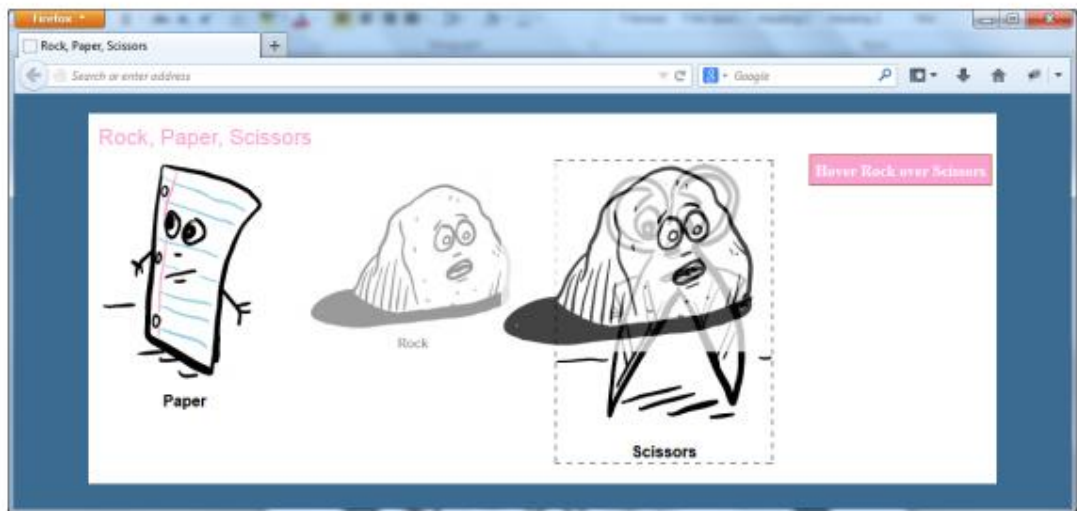 Firefox
Rock, Paper, Scissors
Search or enter address
Google
Rock, Paper, Scissors
Hover Rock over Scissors
Rock
Paper
Scissors